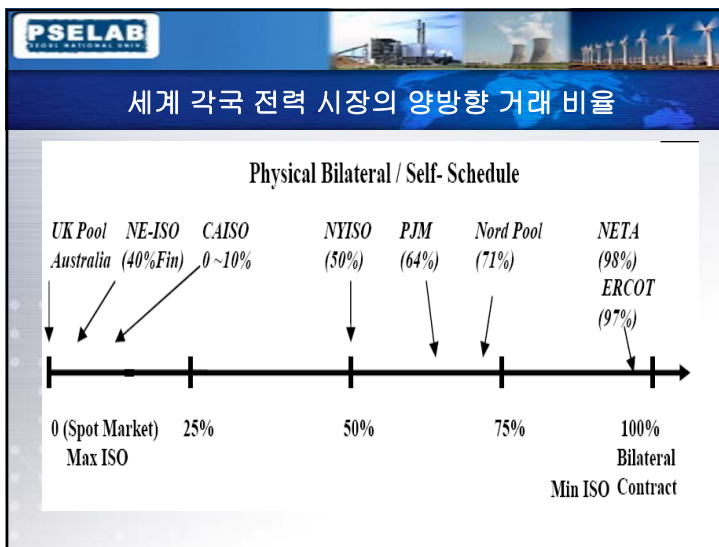 PSELAB
SEOUL NATIONAL UNIV.
세계 각국 전력 시장의 양방향 거래 비율
Physical Bilateral / Self- Schedule
UK Pool NE-ISO CAISO NYISO PJM Nord Pool NETA
Australia (40%Fin) 0 ~10% (50%) (64%) (71%) (98%)
ERCOT
(97%)
0 (Spot Market) 25% 50% 75% 100%
Max ISO Bilateral
Min ISO Contract